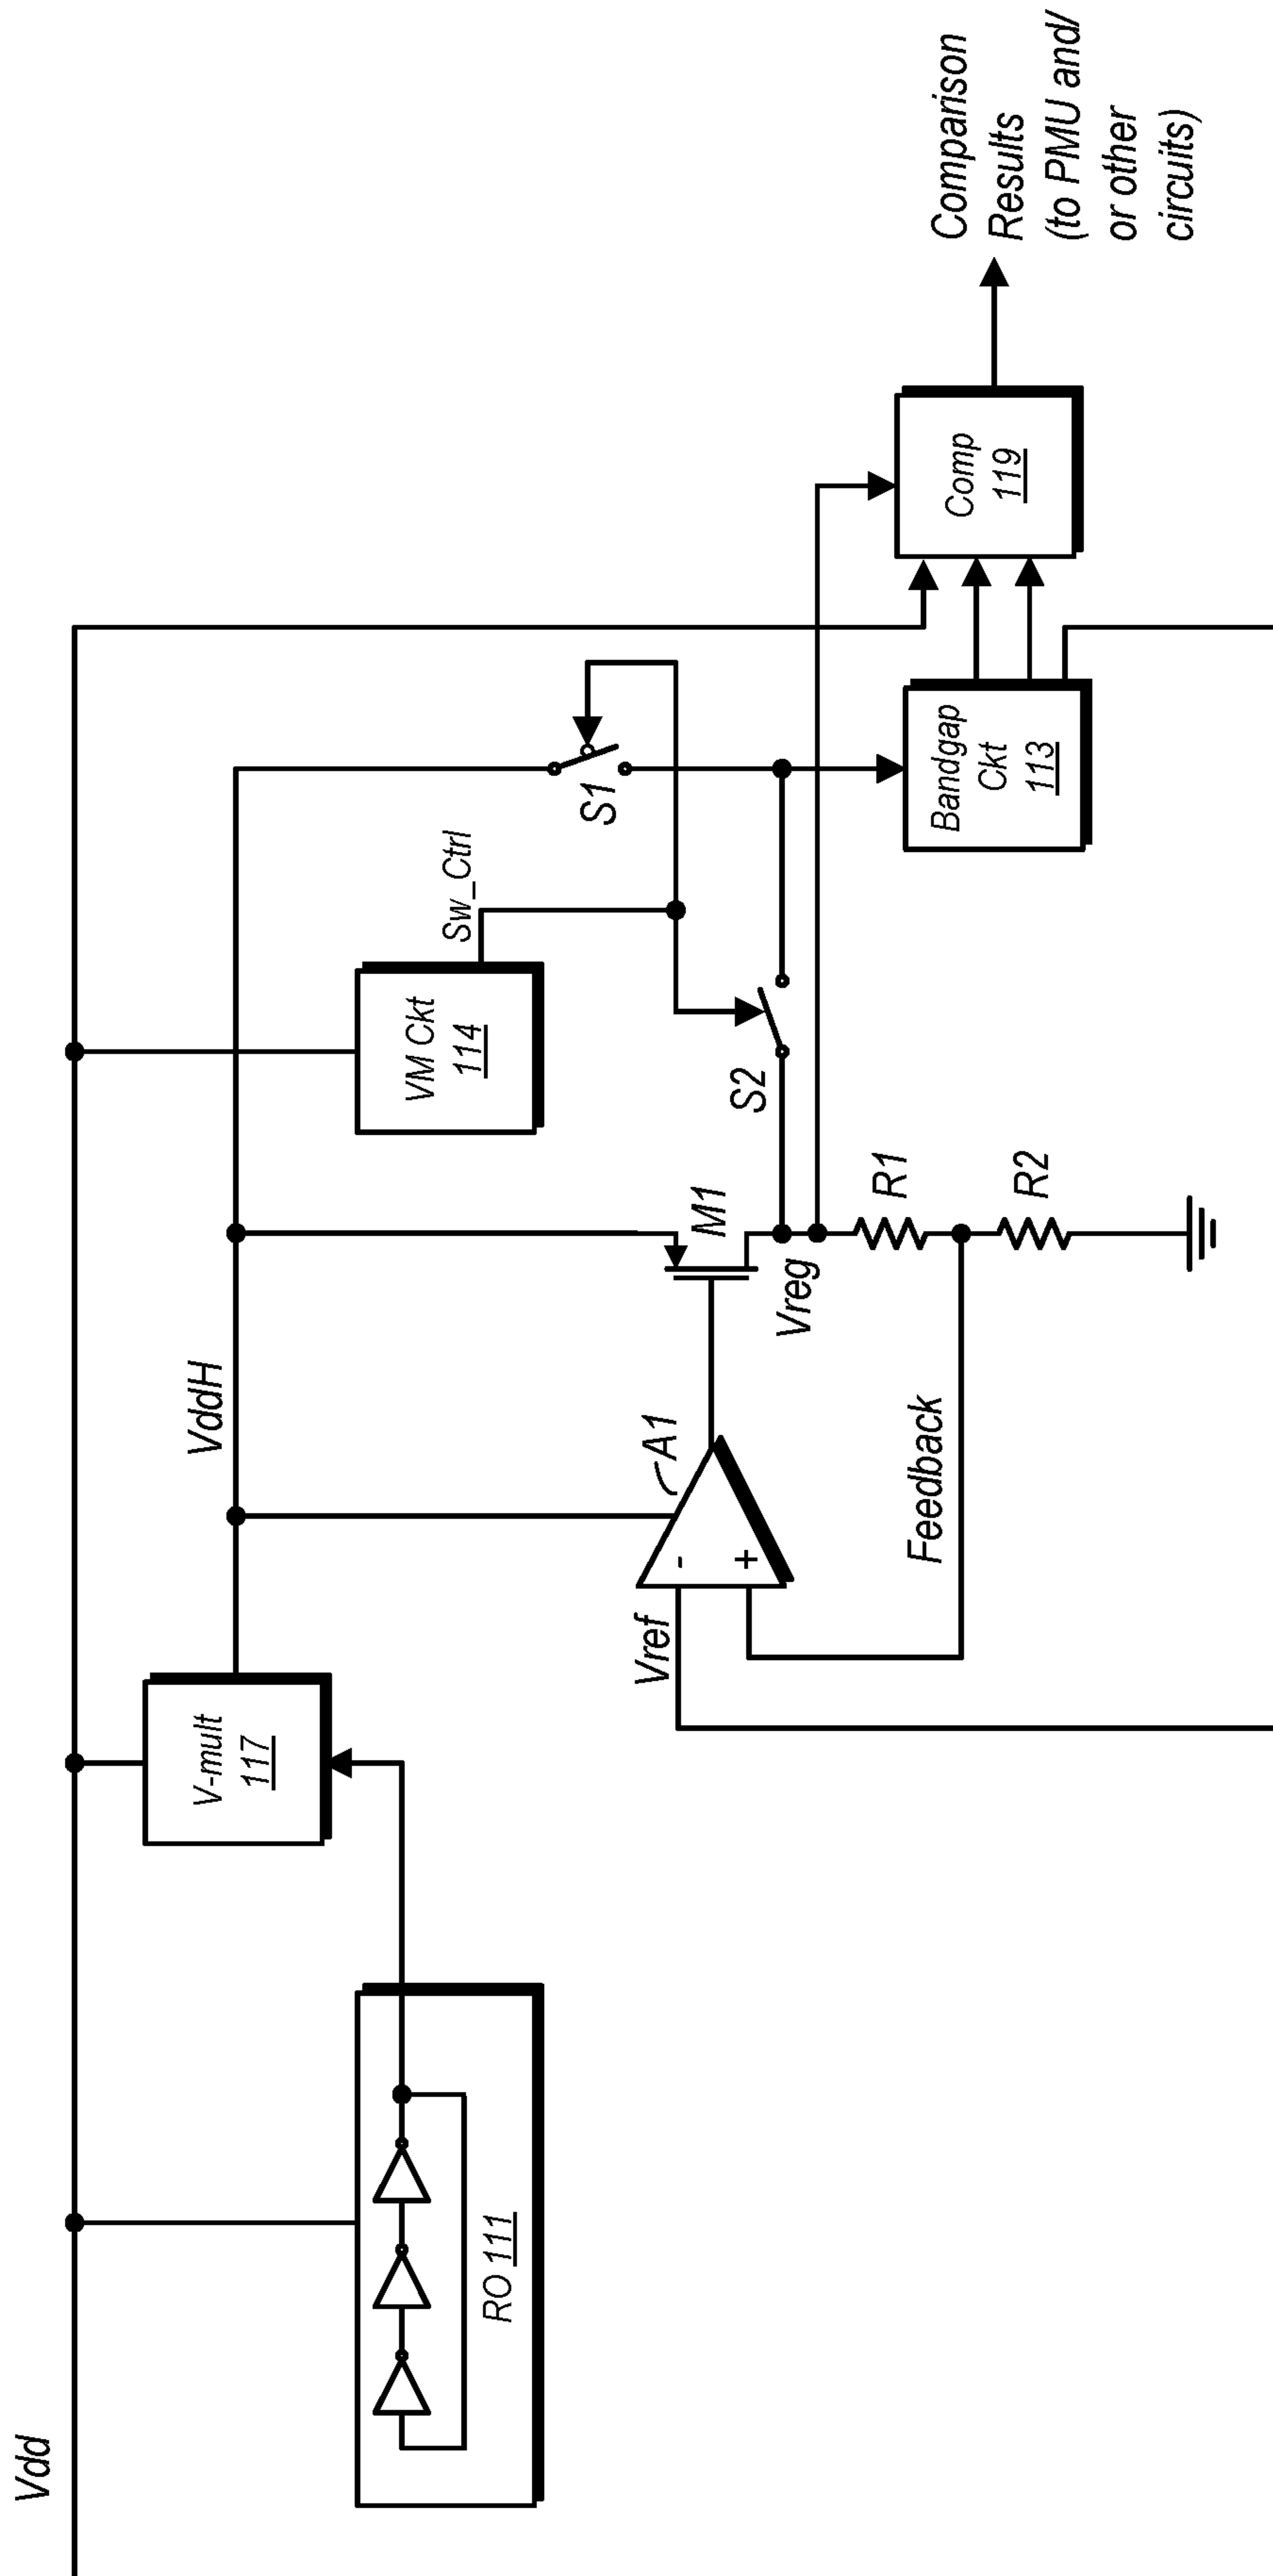 Vdd
V-mult
117
VddH
RO 111
VM Ckt
114
Sw_Ctrl
S1
Vref
-
+
A1
M1
S2
Vreg
Feedback
R1
R2
Bandgap
Ckt
113
Comp
119
Comparison
Results
(to PMU and/
or other
circuits)